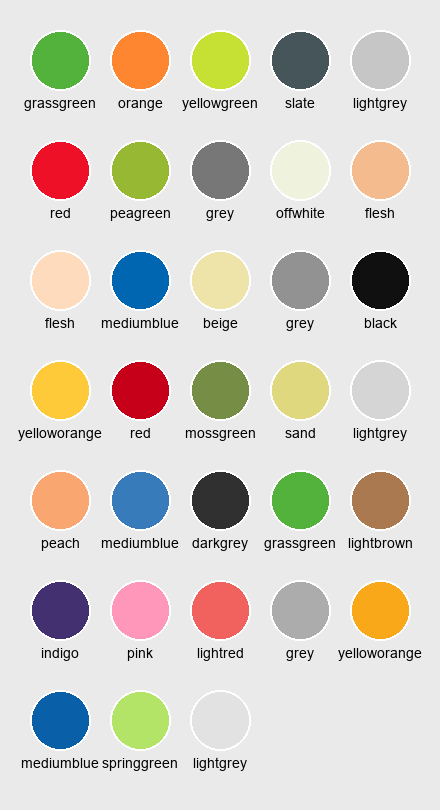 grassgreen orange yellowgreen slate lightgrey
red peagreen grey offwhite flesh
flesh mediumblue beige grey black
yelloworange red mossgreen sand lightgrey
peach mediumblue darkgrey grassgreen lightbrown
indigo pink lightred grey yelloworange
mediumblue springgreen lightgrey